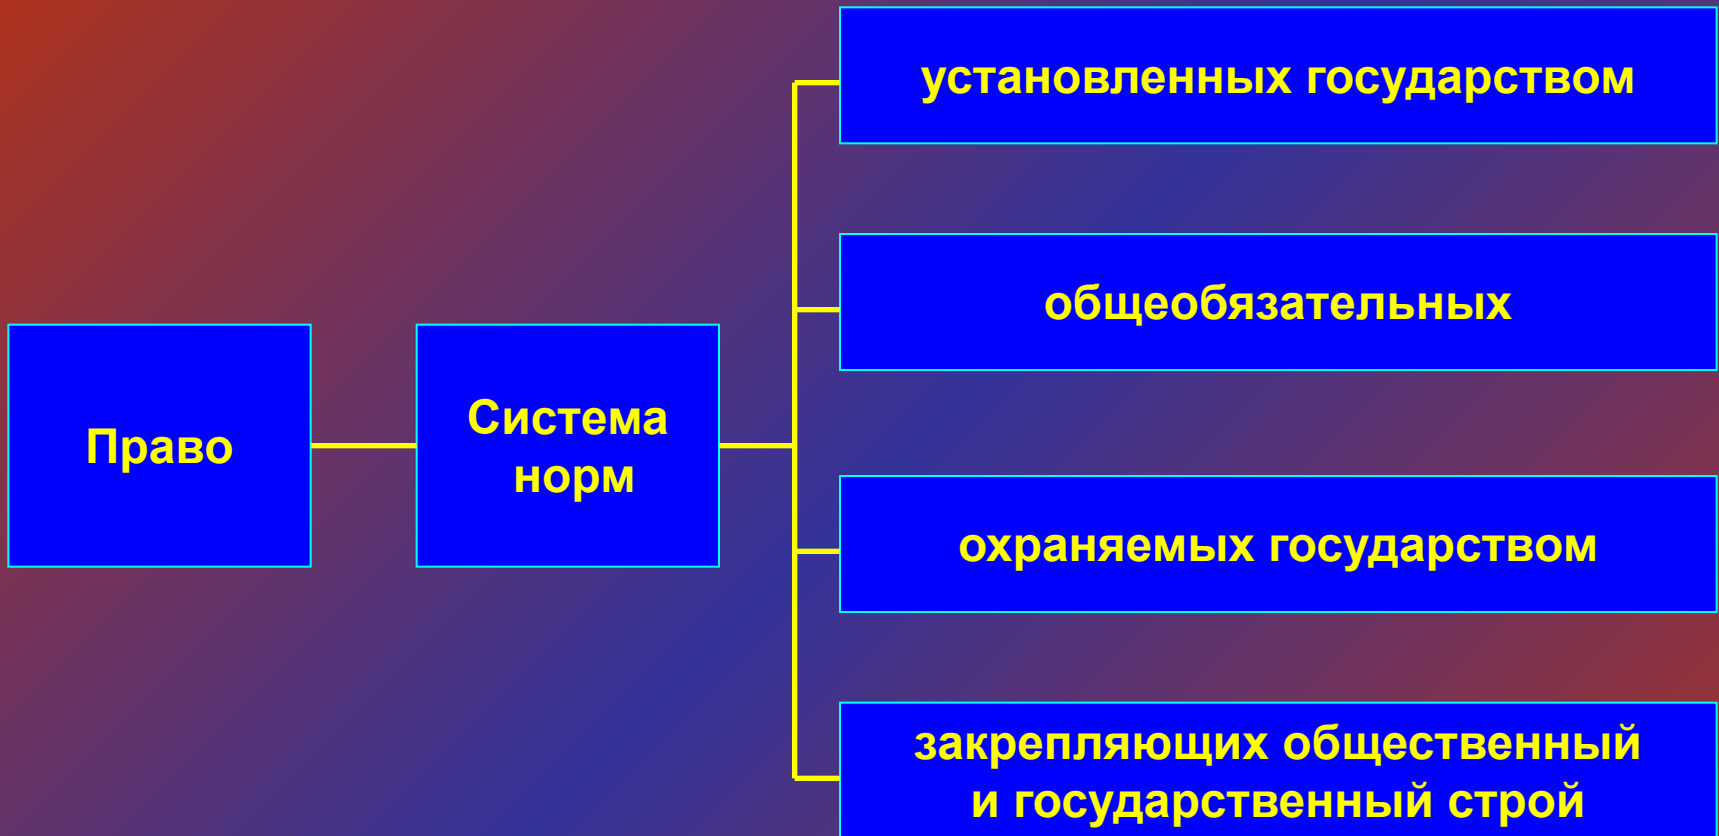 установленных государством
общеобязательных
Право
Система
норм
охраняемых государством
закрепляющих общественный
и государственный строй